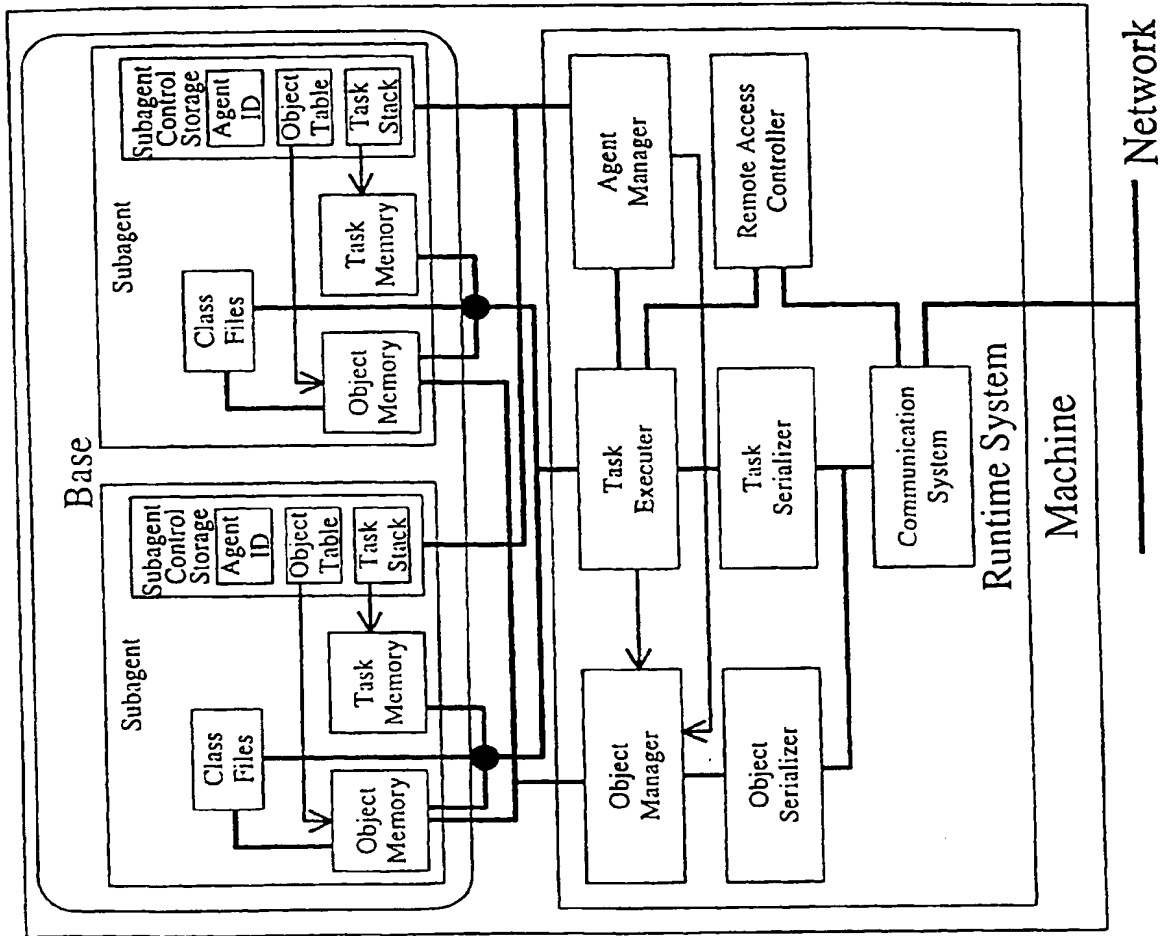 Base
Subagent
Class
Files
Object
Memory
Task
Memory
Subagent
Control
Storage
Agent
ID
Object
Table
Task
Stack
Subagent
Class
Files
Object
Memory
Task
Memory
Subagent
Control
Storage
Agent
ID
Object
Table
Task
Stack
Object
Manager
Task
Executer
Agent
Manager
Object
Serializer
Task
Serializer
Remote Access
Controller
Communication
System
Runtime System
Machine
Network